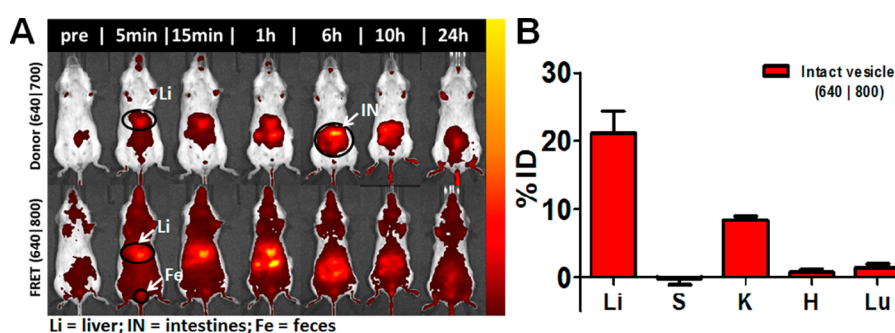 A
pre | 5min | 15min | 1h | 6h | 10h | 24h
Donor (640|700)
Li
IN
FRET (640|800)
Li
Fe
Li = liver; IN = intestines; Fe = feces
B
% ID
30
20
10
0
Intact vesicle
(640 | 800)
Li S K H Lu